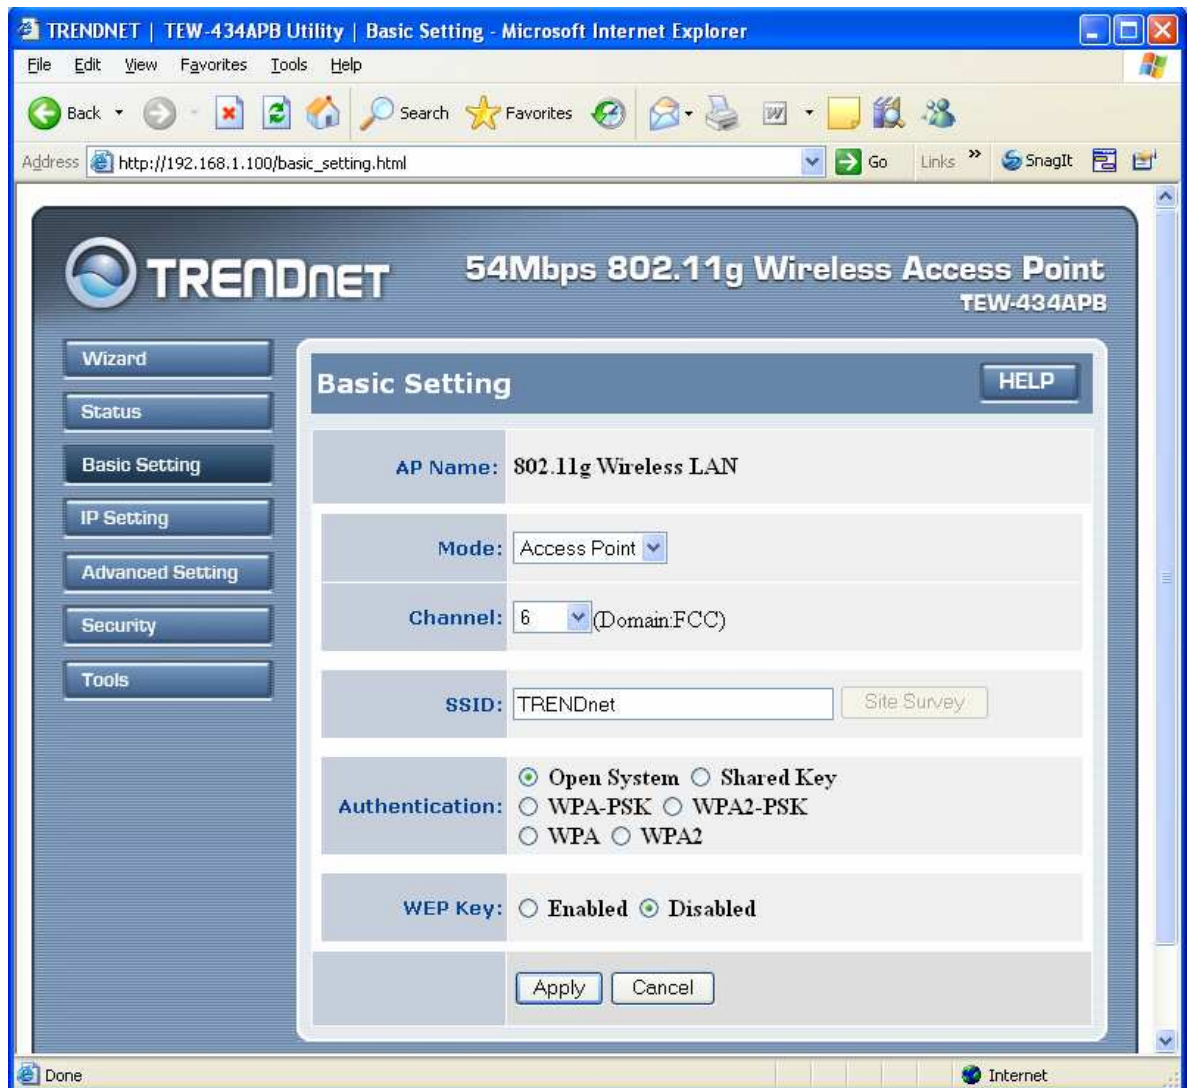 TRENDNET | TEW-434APB Utility | Basic Setting - Microsoft Internet Explorer
File Edit View Favorites Tools Help
Back Search Favorites
Address http://192.168.1.100/basic_setting.html Go Links » SnagIt
TRENDNET 54Mbps 802.11g Wireless Access Point
TEW-434APB
Wizard
Status
Basic Setting
IP Setting
Advanced Setting
Security
Tools
Basic Setting HELP
AP Name: 802.11g Wireless LAN
Mode: Access Point
Channel: 6 (Domain:FCC)
SSID: TRENDnet Site Survey
Authentication: Open System Shared Key
WPA-PSK WPA2-PSK
WPA WPA2
WEP Key: Enabled Disabled
Apply Cancel
Done Internet